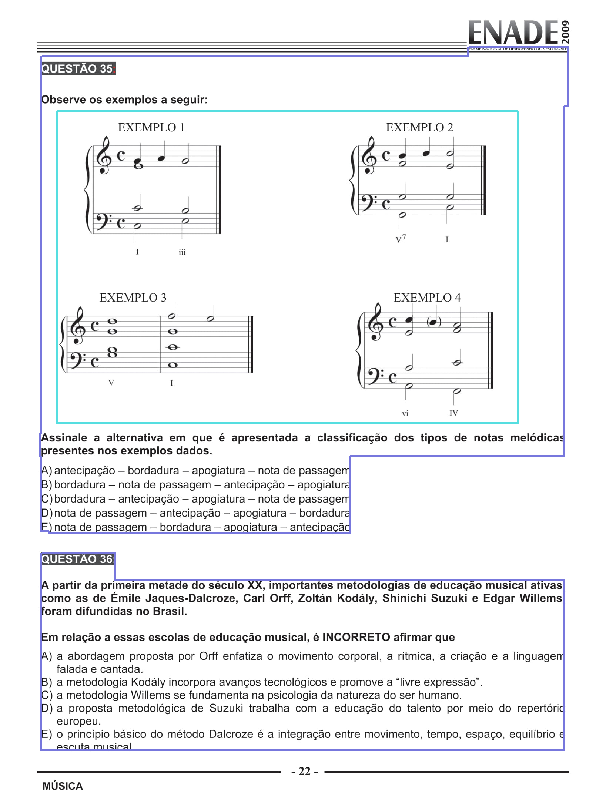 ENADE 2009
QUESTÃO 35
Observe os exemplos a seguir:
EXEMPLO 1
EXEMPLO 2
I iii
V7 I
EXEMPLO 3
EXEMPLO 4
V I
vi IV
Assinale a alternativa em que é apresentada a classificação dos tipos de notas melódicas
presentes nos exemplos dados.
A) antecipação – bordadura – apogiatura – nota de passagem
B) bordadura – nota de passagem – antecipação – apogiatura
C) bordadura – antecipação – apogiatura – nota de passagem
D) nota de passagem – antecipação – apogiatura – bordadura
E) nota de passagem – bordadura – apogiatura – antecipação
QUESTÃO 36
A partir da primeira metade do século XX, importantes metodologias de educação musical ativas,
como as de Émile Jaques-Dalcroze, Carl Orff, Zoltán Kodály, Shinichi Suzuki e Edgar Willems,
foram difundidas no Brasil.
Em relação a essas escolas de educação musical, é INCORRETO afirmar que
A) a abordagem proposta por Orff enfatiza o movimento corporal, a rítmica, a criação e a linguagem
falada e cantada.
B) a metodologia Kodály incorpora avanços tecnológicos e promove a “livre expressão”.
C) a metodologia Willems se fundamenta na psicologia da natureza do ser humano.
D) a proposta metodológica de Suzuki trabalha com a educação do talento por meio do repertório
europeu.
E) o princípio básico do método Dalcroze é a integração entre movimento, tempo, espaço, equilíbrio e
escuta musical.
- 22 -
MÚSICA